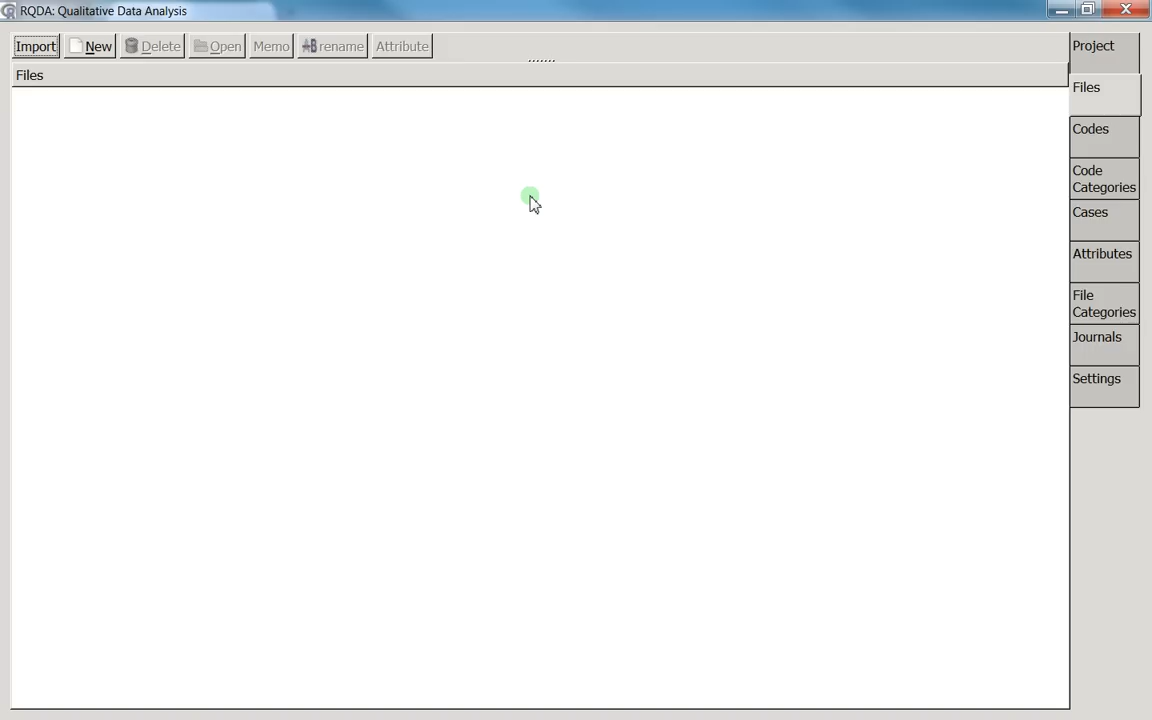 RQDA: Qualitative Data Analysis
Import New Delete Open Memo rename Attribute
Files
Project
Files
Codes
Code
Categories
Cases
Attributes
File
Categories
Journals
Settings